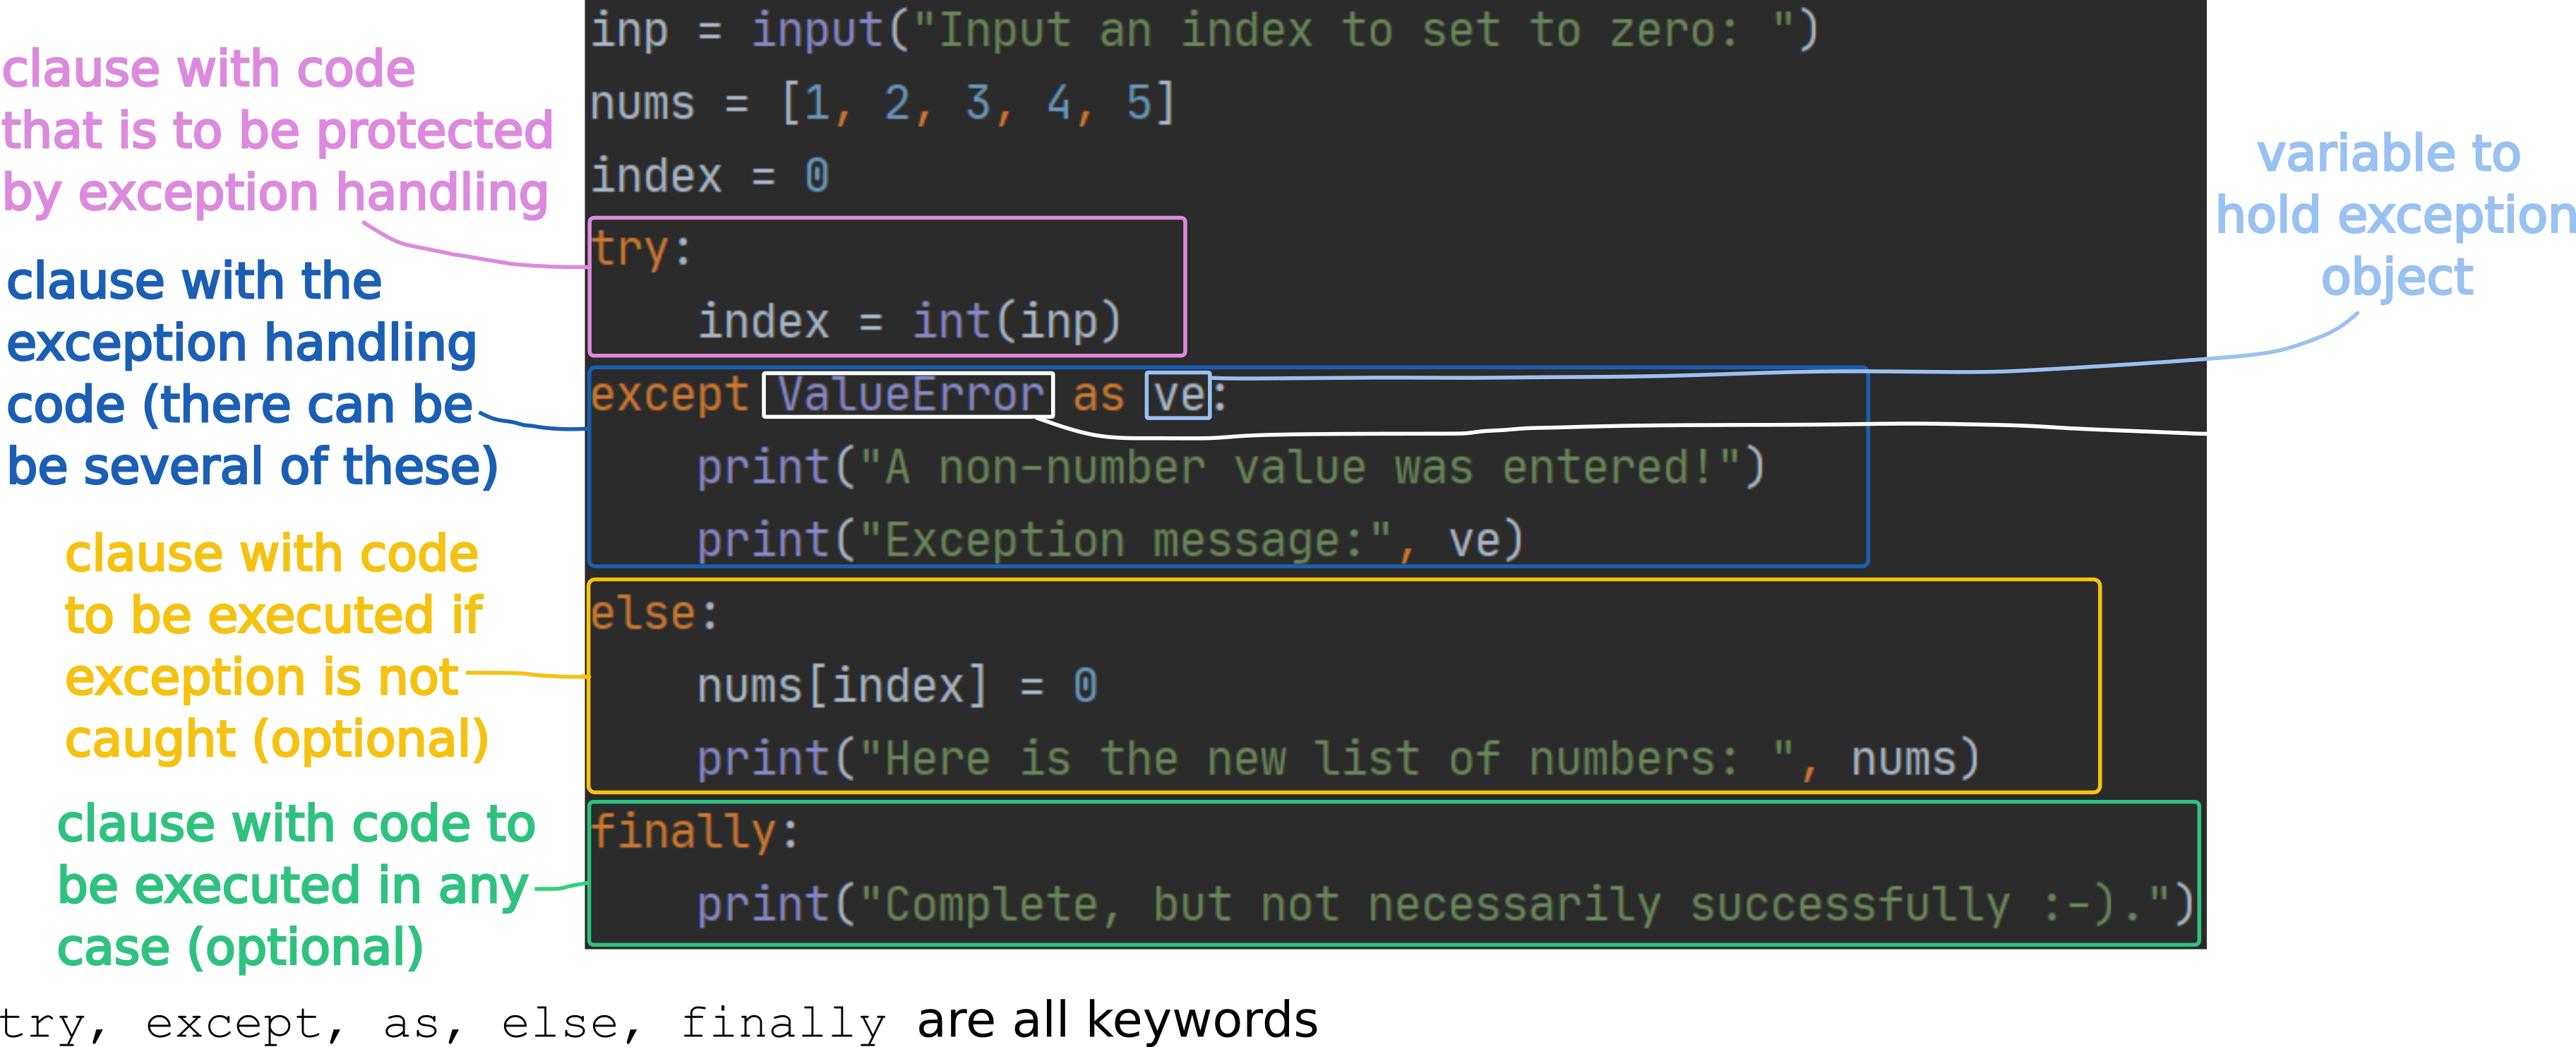 clause with code
that is to be protected
by exception handling
clause with the
exception handling
code (there can be
be several of these)
clause with code
to be executed if
exception is not
caught (optional)
clause with code to
be executed in any
case (optional)
inp = input("Input an index to set to zero: ")
nums = [1, 2, 3, 4, 5]
index = 0
try:
    index = int(inp)
except ValueError as ve:
    print("A non-number value was entered!")
    print("Exception message:", ve)
else:
    nums[index] = 0
    print("Here is the new list of numbers: ", nums)
finally:
    print("Complete, but not necessarily successfully :-).")
variable to
hold exception
object
try, except, as, else, finally are all keywords